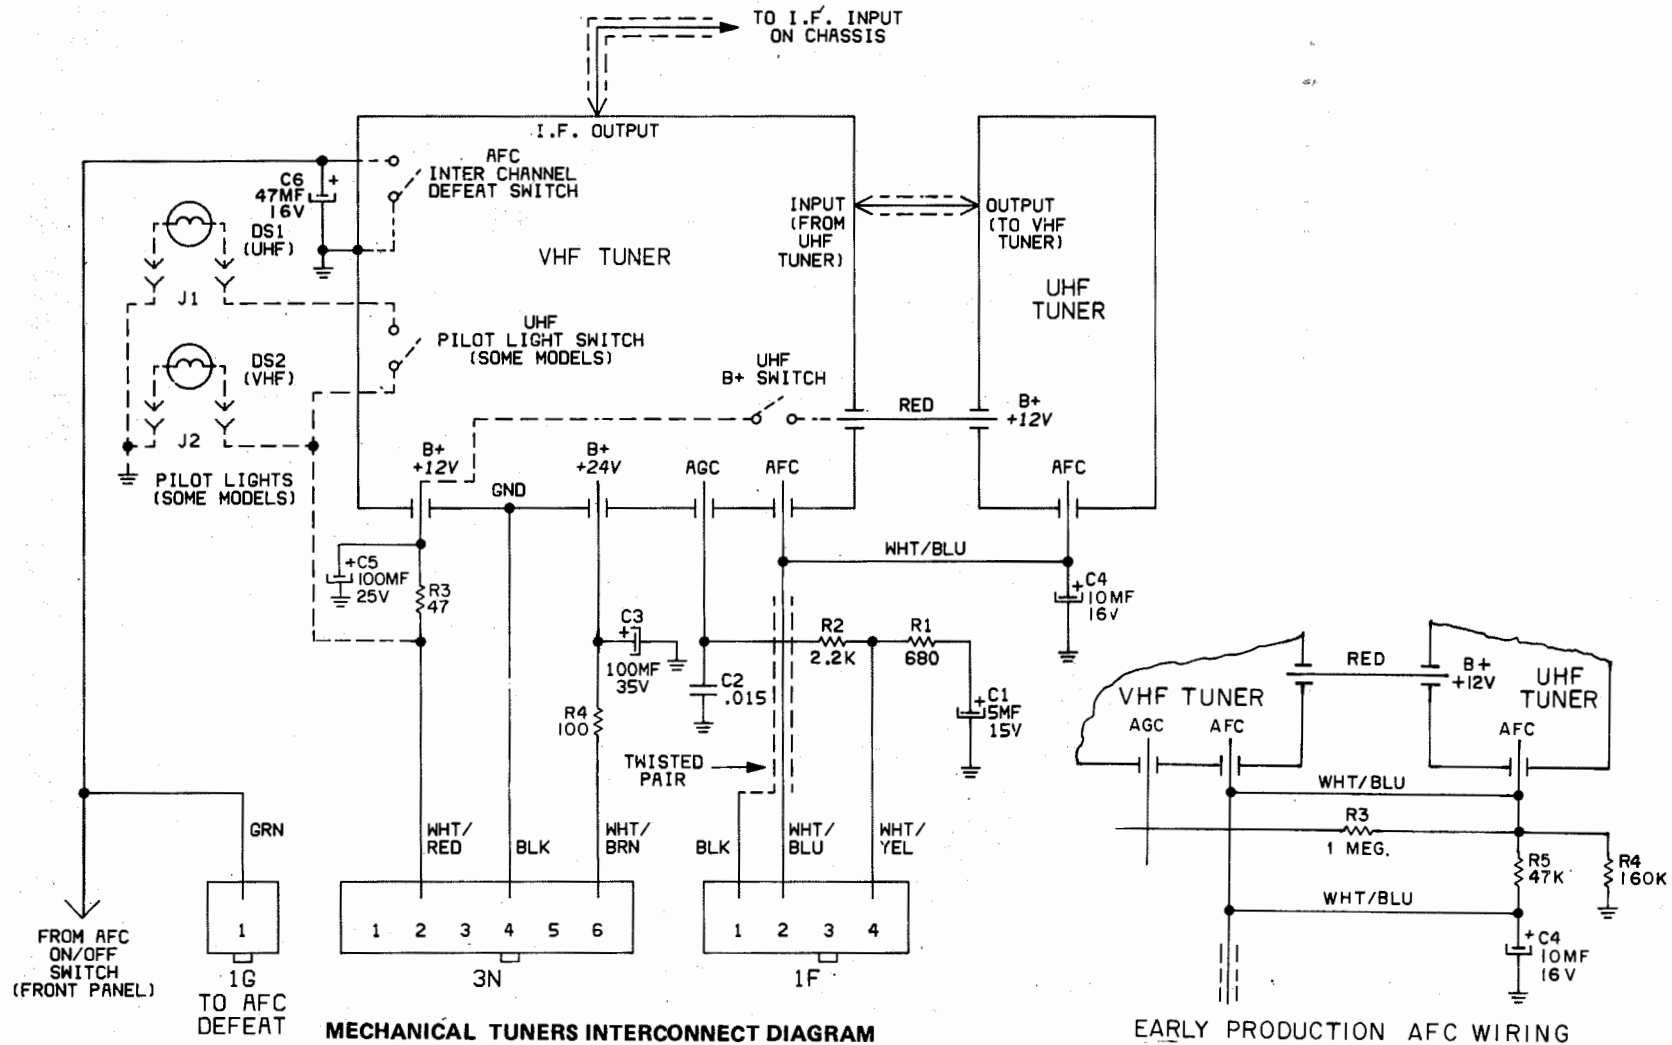 TO I.F. INPUT
ON CHASSIS
I.F. OUTPUT
AFC
INTER CHANNEL
DEFEAT SWITCH
C6
+
47MF
16V
DS1
(UHF)
J1
VHF TUNER
INPUT
(FROM
UHF
TUNER)
OUTPUT
(TO VHF
TUNER)
UHF
TUNER
UHF
PILOT LIGHT SWITCH
(SOME MODELS)
DS2
(VHF)
J2
PILOT LIGHTS
(SOME MODELS)
UHF
B+ SWITCH
RED
B+
+12V
B+
+12V
GND
B+
+24V
AGC
AFC
AFC
WHT/BLU
+C5
100MF
25V
R3
47
C3
+
100MF
35V
R4
100
C2
.015
R2
2.2K
R1
680
+C1
5MF
15V
+C4
10MF
16V
TWISTED
PAIR
GRN
WHT/
RED
BLK
WHT/
BRN
BLK
WHT/
BLU
WHT/
YEL
1
1 2 3 4 5 6
1 2 3 4
FROM AFC
ON/OFF
SWITCH
(FRONT PANEL)
1G
TO AFC
DEFEAT
3N
1F
MECHANICAL TUNERS INTERCONNECT DIAGRAM
RED
VHF TUNER
B+
+12V
UHF
TUNER
AGC
AFC
AFC
WHT/BLU
R3
1 MEG.
R5
47K
R4
160K
WHT/BLU
+C4
10MF
16V
EARLY PRODUCTION AFC WIRING